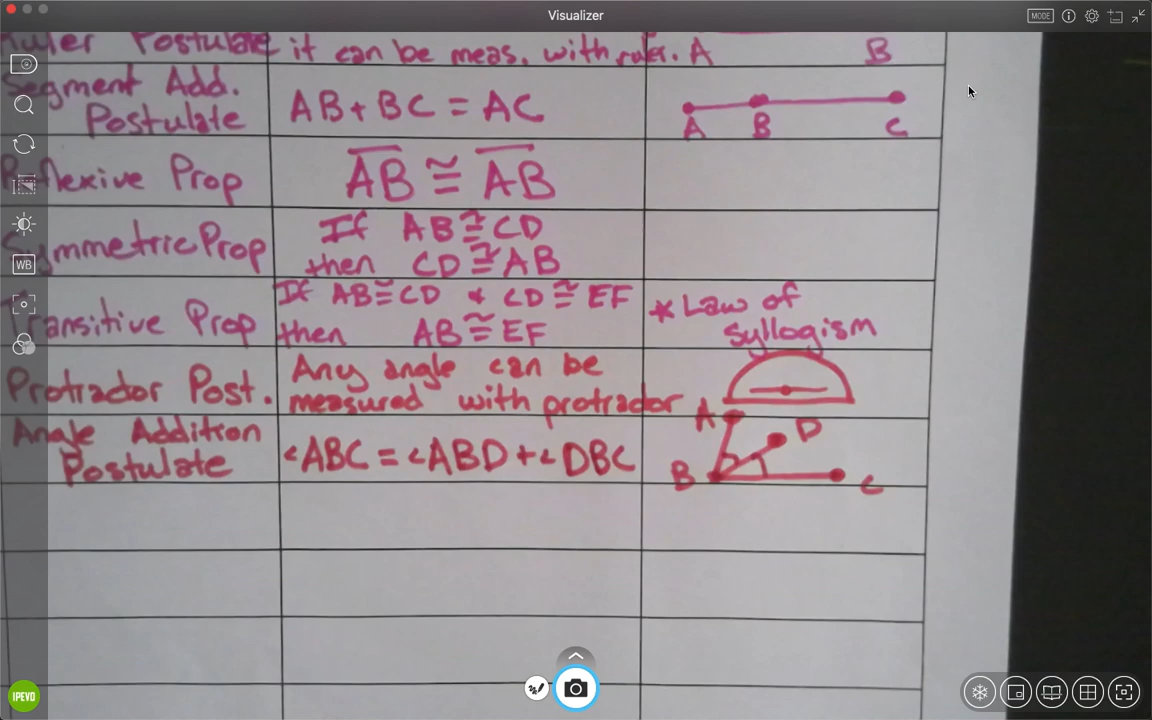 Visualizer
MODE
Ruler Postulate it can be meas. with ruler. A B
Segment Add.
Postulate
AB + BC = AC
A B C
Reflexive Prop
AB ≅ AB
Symmetric Prop
If AB ≅ CD
then CD ≅ AB
Transitive Prop
If AB ≅ CD & CD ≅ EF
then AB ≅ EF
* Law of
Syllogism
Protractor Post.
Any angle can be
measured with protractor
Angle Addition
Postulate
∠ABC = ∠ABD + ∠DBC
A D
B C
WB
IPEVO